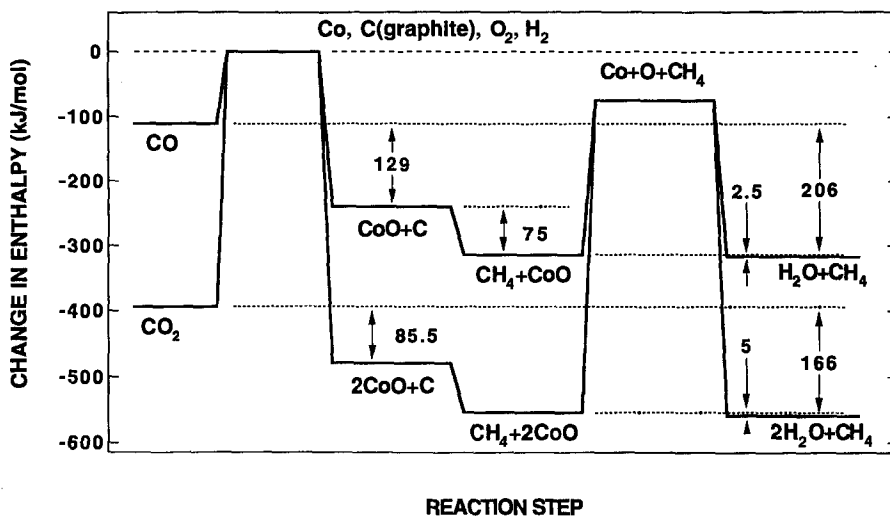 Co, C(graphite), O₂, H₂
0
Co+O+CH₄
-100
CO
129
2.5
206
-200
CoO+C
75
-300
CH₄+CoO
H₂O+CH₄
-400
CO₂
85.5
5
166
2CoO+C
-500
CH₄+2CoO
2H₂O+CH₄
-600
CHANGE IN ENTHALPY (kJ/mol)
REACTION STEP